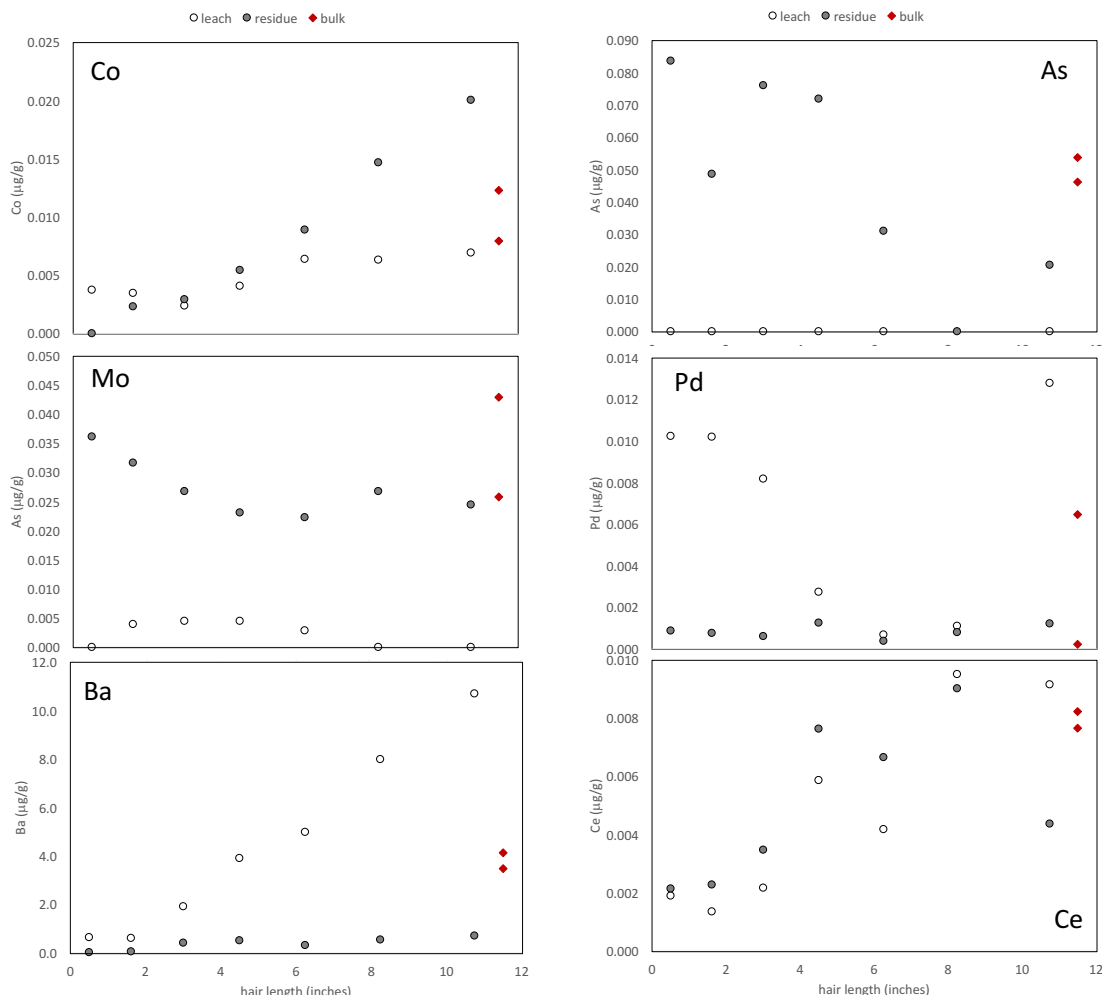 leach residue bulk
Co
Co (µg/g)
0.025
0.020
0.015
0.010
0.005
0.000
Mo
As (µg/g)
0.050
0.045
0.040
0.035
0.030
0.025
0.020
0.015
0.010
0.005
0.000
Ba
Ba (µg/g)
12.0
10.0
8.0
6.0
4.0
2.0
0.0
0 2 4 6 8 10 12
hair length (inches)
leach residue bulk
As
As (µg/g)
0.090
0.080
0.070
0.060
0.050
0.040
0.030
0.020
0.010
0.000
Pd
Pd (µg/g)
0.014
0.012
0.010
0.008
0.006
0.004
0.002
0.000
Ce
Ce (µg/g)
0.010
0.008
0.006
0.004
0.002
0.000
0 2 4 6 8 10 12
hair length (inches)